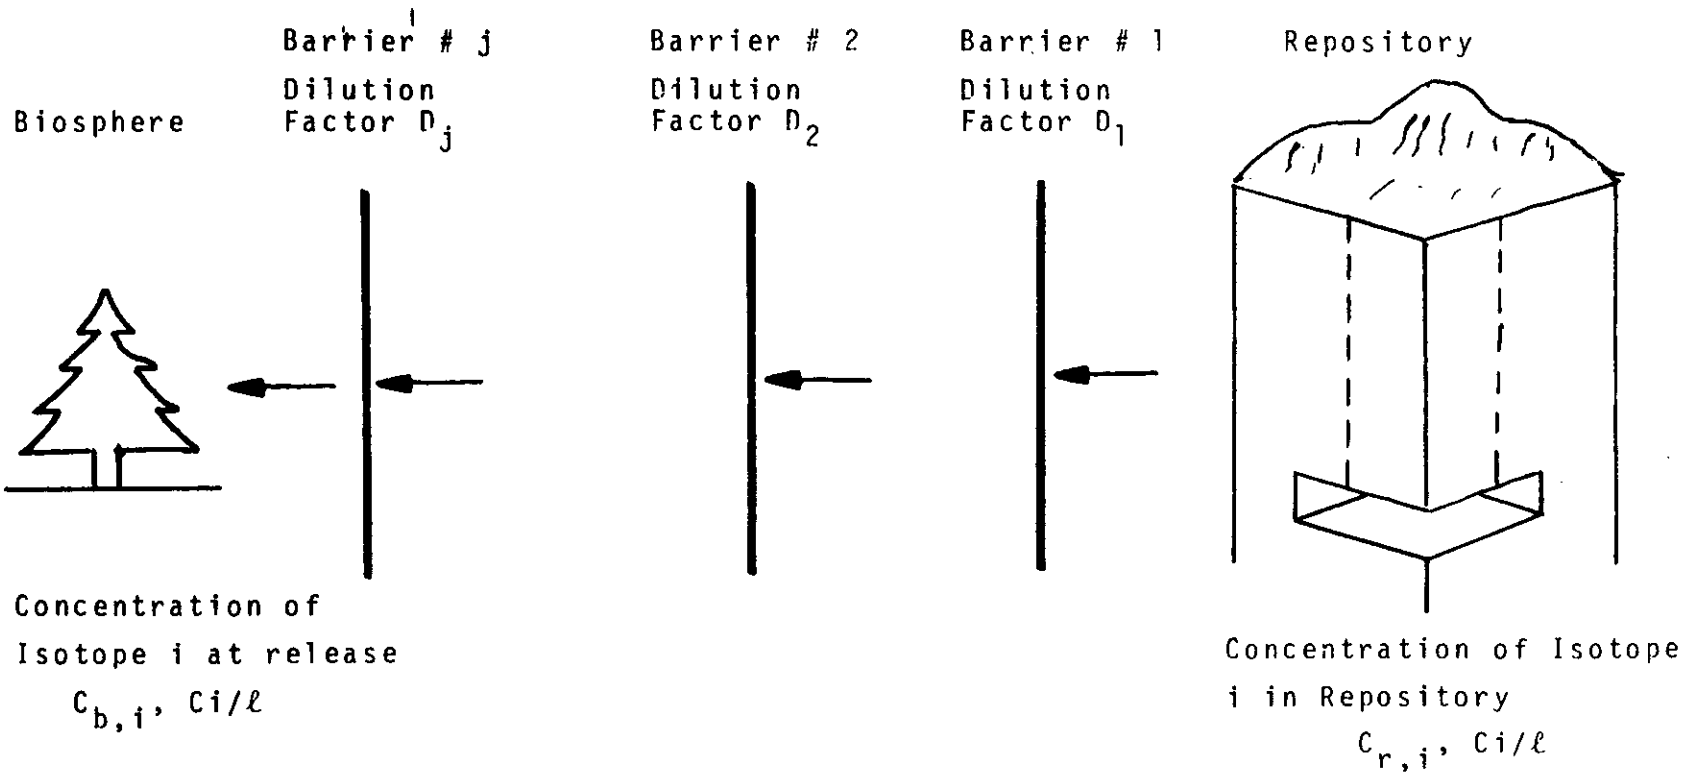 Biosphere
Barrier # j
Dilution
Factor D_j
Barrier # 2
Dilution
Factor D_2
Barrier # 1
Dilution
Factor D_1
Repository
Concentration of
Isotope i at release
C_b,i, Ci/ℓ
Concentration of Isotope
i in Repository
C_r,i, Ci/ℓ